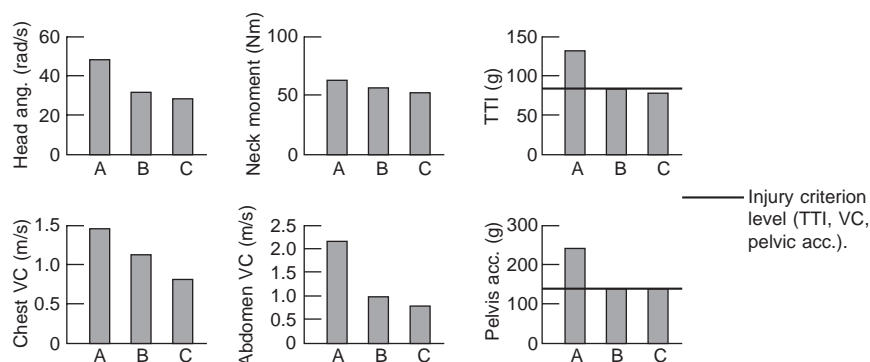 Head ang. (rad/s)
60
40
20
0
A B C
Neck moment (Nm)
100
50
0
A B C
TTI (g)
150
100
50
0
A B C
Injury criterion
level (TTI, VC,
pelvic acc.).
Chest VC (m/s)
1.5
1.0
0.5
0
A B C
Abdomen VC (m/s)
2.5
2.0
1.5
1.0
0.5
0
A B C
Pelvis acc. (g)
300
200
100
0
A B C